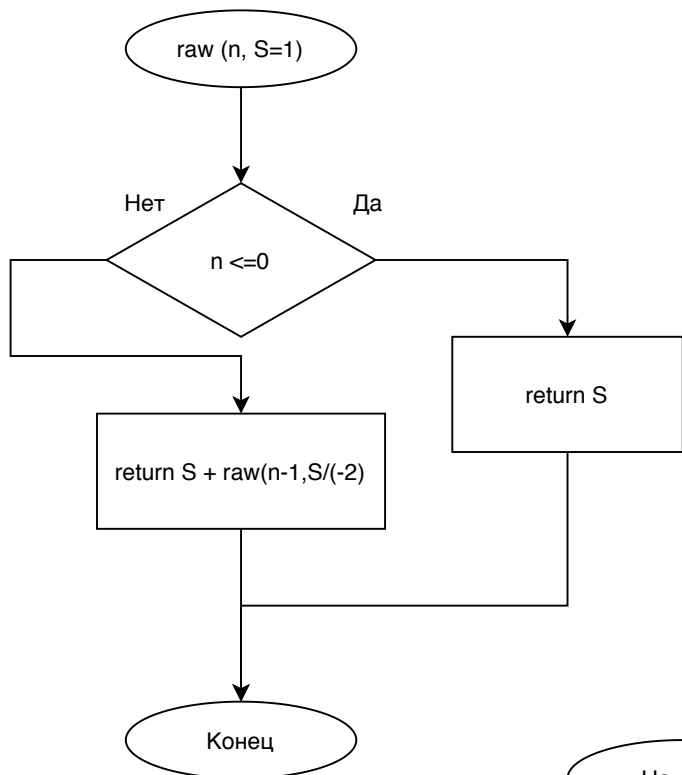 raw (n, S=1)
Нет
Да
n <=0
return S
return S + raw(n-1,S/(-2)
Конец